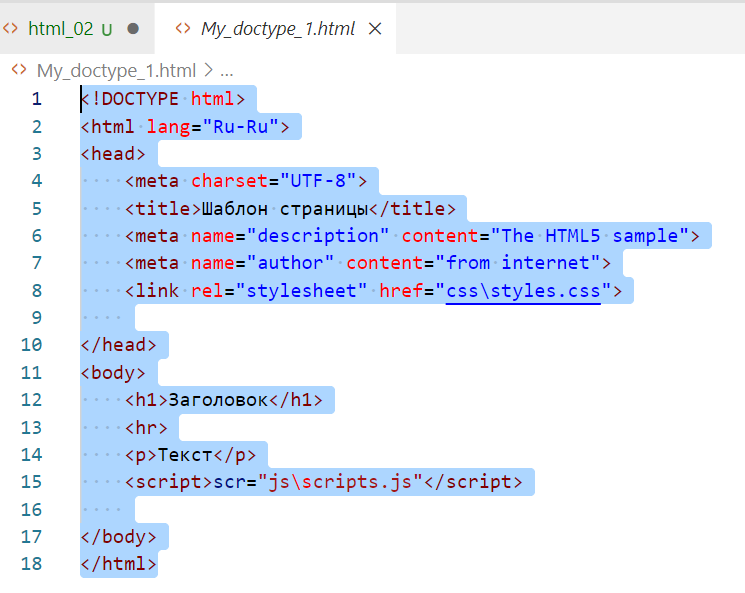 html_02 U My_doctype_1.html
My_doctype_1.html > ...
1 <!DOCTYPE html>
2 <html lang="Ru-Ru">
3 <head>
4 <meta charset="UTF-8">
5 <title>Шаблон страницы</title>
6 <meta name="description" content="The HTML5 sample">
7 <meta name="author" content="from internet">
8 <link rel="stylesheet" href="css\styles.css">
9
10 </head>
11 <body>
12 <h1>Заголовок</h1>
13 <hr>
14 <p>Текст</p>
15 <script>scr="js\scripts.js"</script>
16
17 </body>
18 </html>